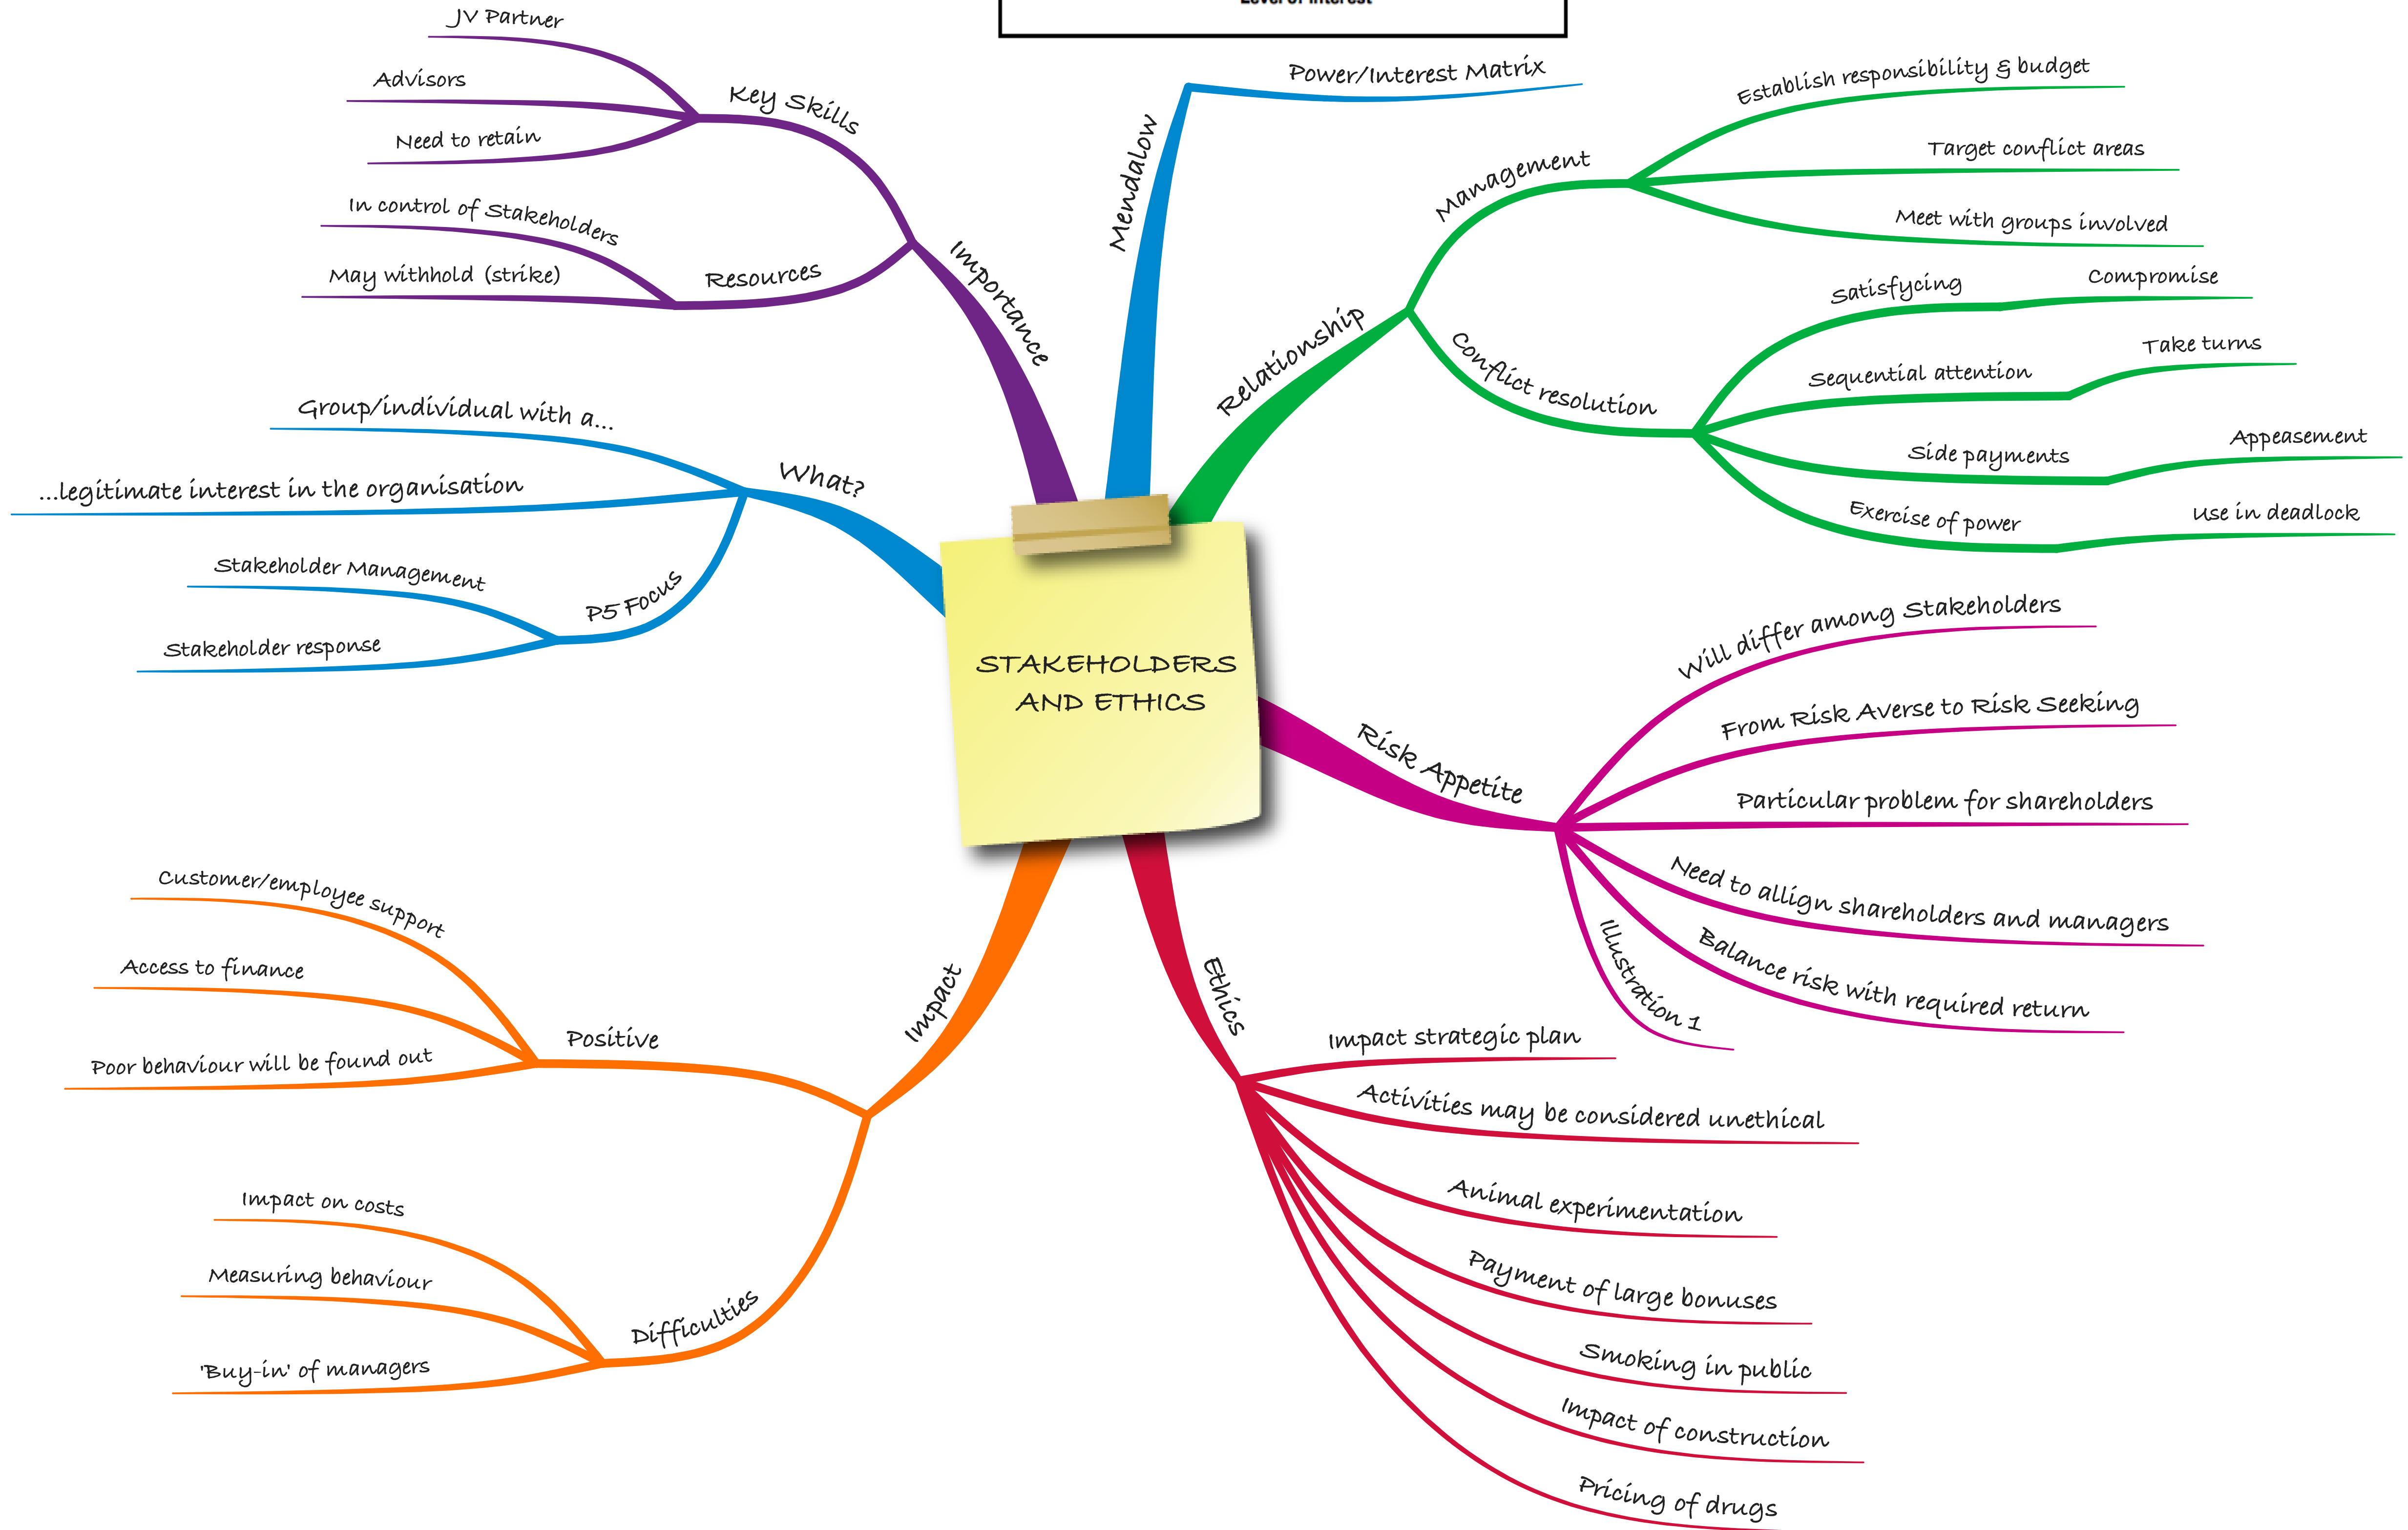 Level of Interest
JV Partner
Advisors
Need to retain
Key Skills
In control of Stakeholders
May withhold (strike)
Resources
Importance
Mendalow
Power/Interest Matrix
Relationship
Management
Establish responsibility & budget
Target conflict areas
Meet with groups involved
Conflict resolution
Satisfycing
Compromise
Sequential attention
Take turns
Side payments
Appeasement
Exercise of power
Use in deadlock
What?
Group/individual with a...
...legitimate interest in the organisation
P5 Focus
Stakeholder Management
Stakeholder response
STAKEHOLDERS
AND ETHICS
Risk Appetite
Will differ among Stakeholders
From Risk Averse to Risk Seeking
Particular problem for shareholders
Need to allign shareholders and managers
Balance risk with required return
Illustration 1
Impact
Positive
Customer/employee support
Access to finance
Poor behaviour will be found out
Difficulties
Impact on costs
Measuring behaviour
'Buy-in' of managers
Ethics
Impact strategic plan
Activities may be considered unethical
Animal experimentation
Payment of large bonuses
Smoking in public
Impact of construction
Pricing of drugs